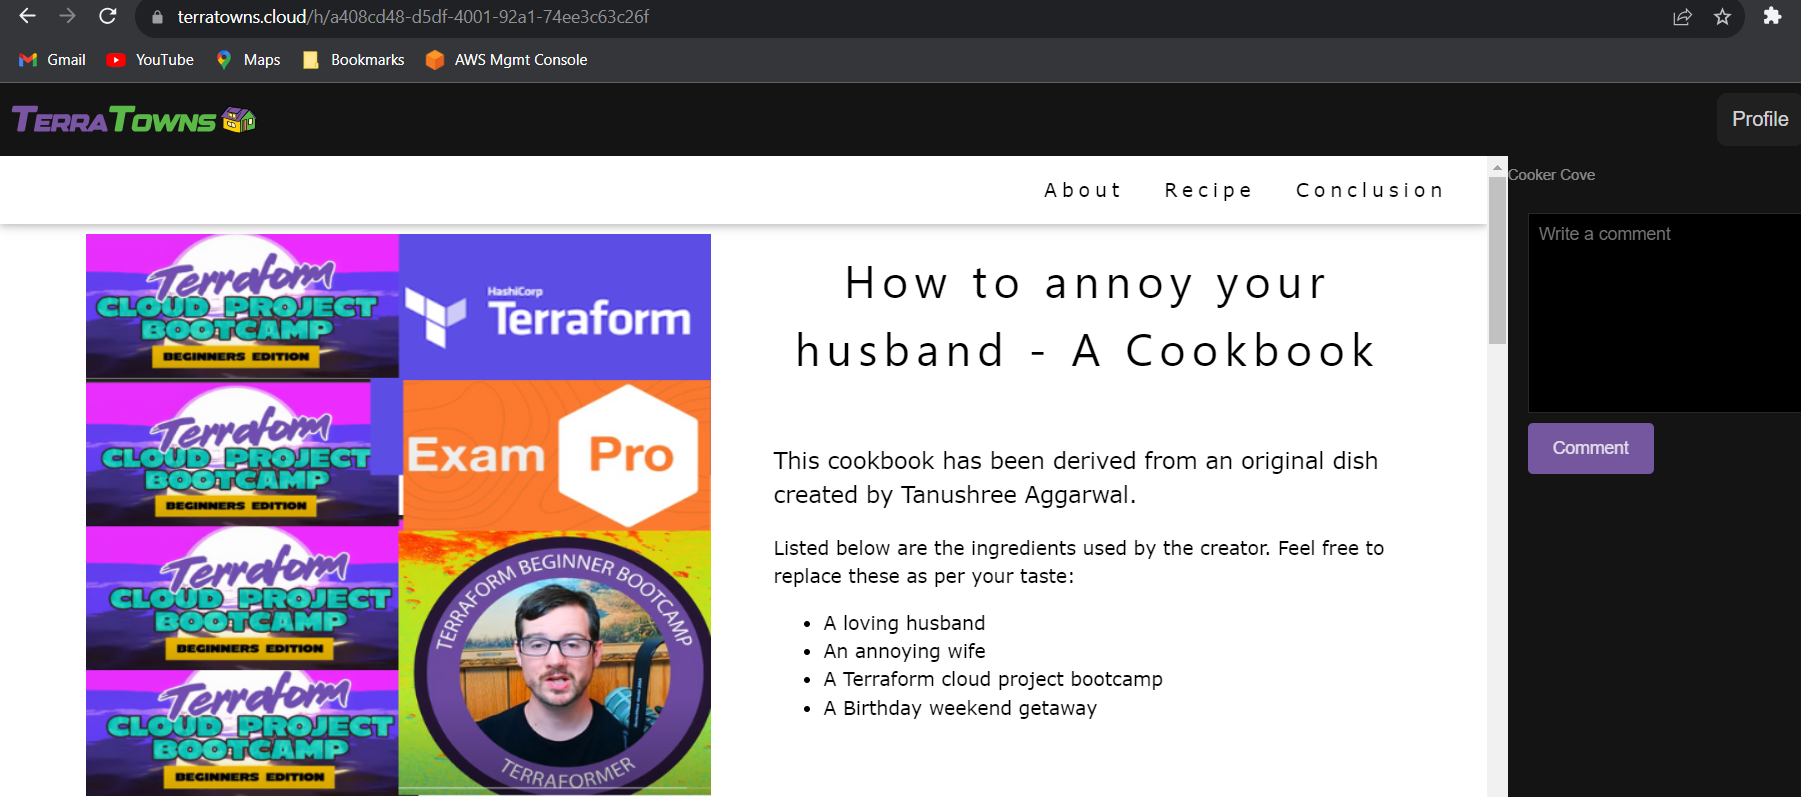 terratowns.cloud/h/a408cd48-d5df-4001-92a1-74ee3c63c26f
Gmail YouTube Maps Bookmarks AWS Mgmt Console
TERRATOWNS
Profile
About Recipe Conclusion
Cooker Cove
Write a comment
Comment
Terraform
CLOUD PROJECT
BOOTCAMP
BEGINNERS EDITION
HashiCorp
Terraform
Terraform
CLOUD PROJECT
BOOTCAMP
BEGINNERS EDITION
Exam Pro
Terraform
CLOUD PROJECT
BOOTCAMP
BEGINNERS EDITION
Terraform
CLOUD PROJECT
BOOTCAMP
BEGINNERS EDITION
TERRAFORM BEGINNER BOOTCAMP
TERRAFORMER
How to annoy your
husband - A Cookbook
This cookbook has been derived from an original dish
created by Tanushree Aggarwal.
Listed below are the ingredients used by the creator. Feel free to
replace these as per your taste:
• A loving husband
• An annoying wife
• A Terraform cloud project bootcamp
• A Birthday weekend getaway